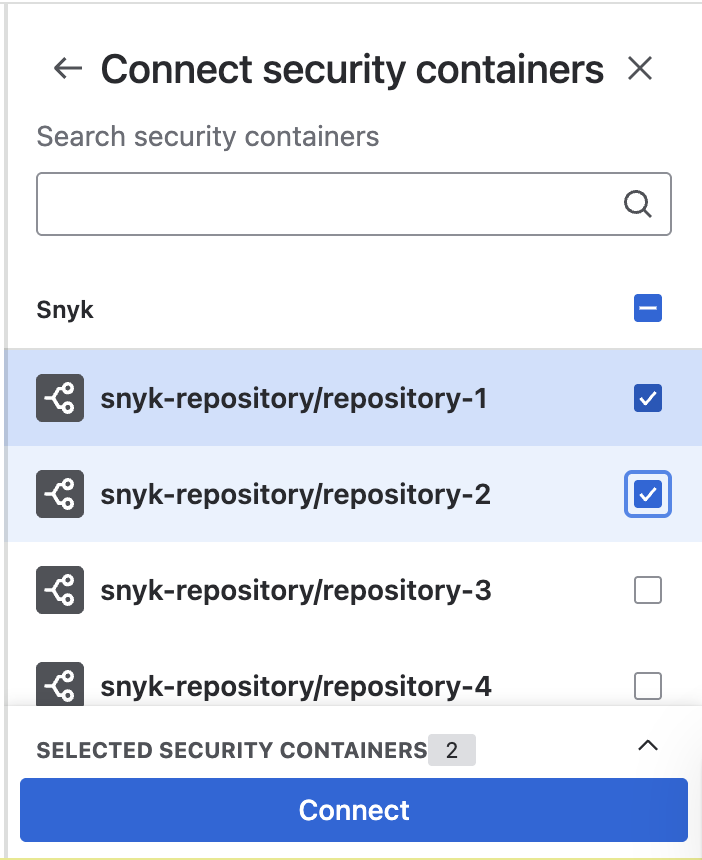 Connect security containers
Search security containers
Snyk
snyk-repository/repository-1
snyk-repository/repository-2
snyk-repository/repository-3
snyk-repository/repository-4
SELECTED SECURITY CONTAINERS 2
Connect